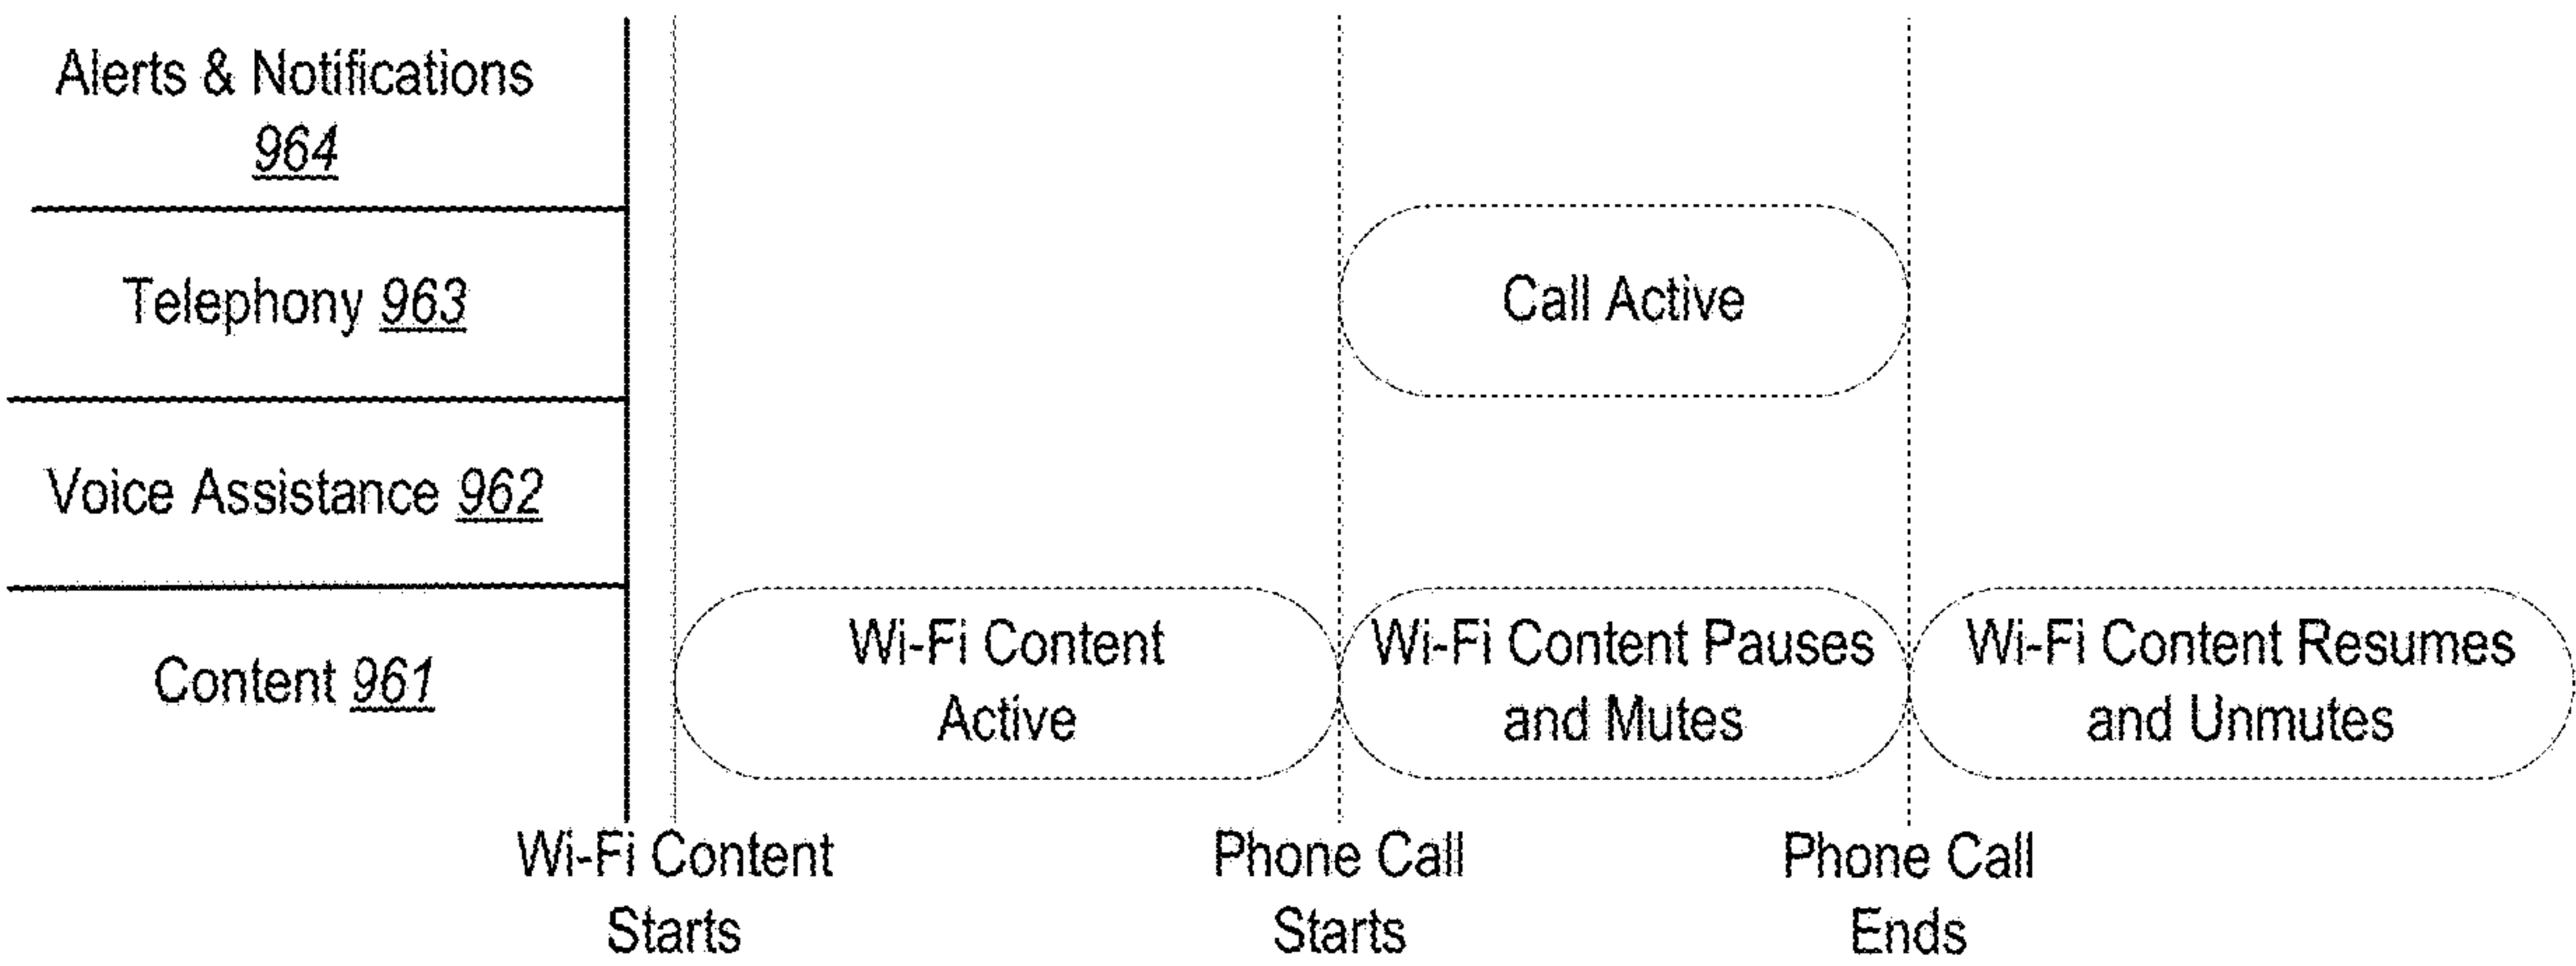 Alerts & Notifications
964
Telephony 963
Call Active
Voice Assistance 962
Content 961
Wi-Fi Content
Active
Wi-Fi Content Pauses
and Mutes
Wi-Fi Content Resumes
and Unmutes
Wi-Fi Content
Starts
Phone Call
Starts
Phone Call
Ends